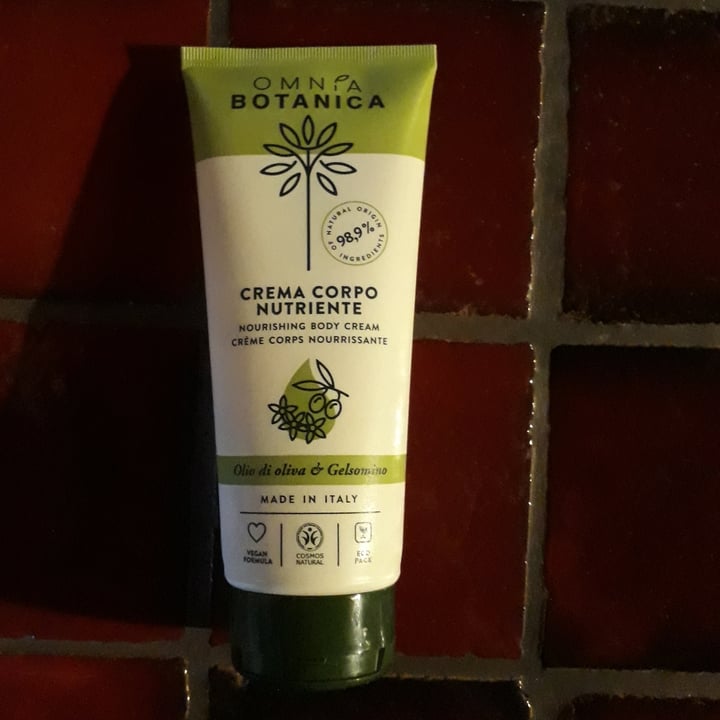 OMNIA
BOTANICA
NATURAL ORIGIN
98,9%
OF INGREDIENTS
CREMA CORPO
NUTRIENTE
NOURISHING BODY CREAM
CRÈME CORPS NOURRISSANTE
Olio di oliva & Gelsomino
MADE IN ITALY
VEGAN
FORMULA
COSMOS
NATURAL
ECO
PACK